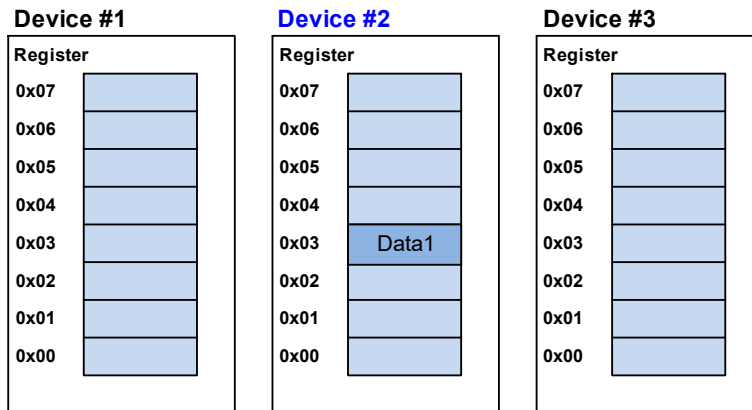 Device #1 Device #2 Device #3
Register Register Register
0x07 0x07 0x07
0x06 0x06 0x06
0x05 0x05 0x05
0x04 0x04 0x04
0x03 0x03 Data1 0x03
0x02 0x02 0x02
0x01 0x01 0x01
0x00 0x00 0x00